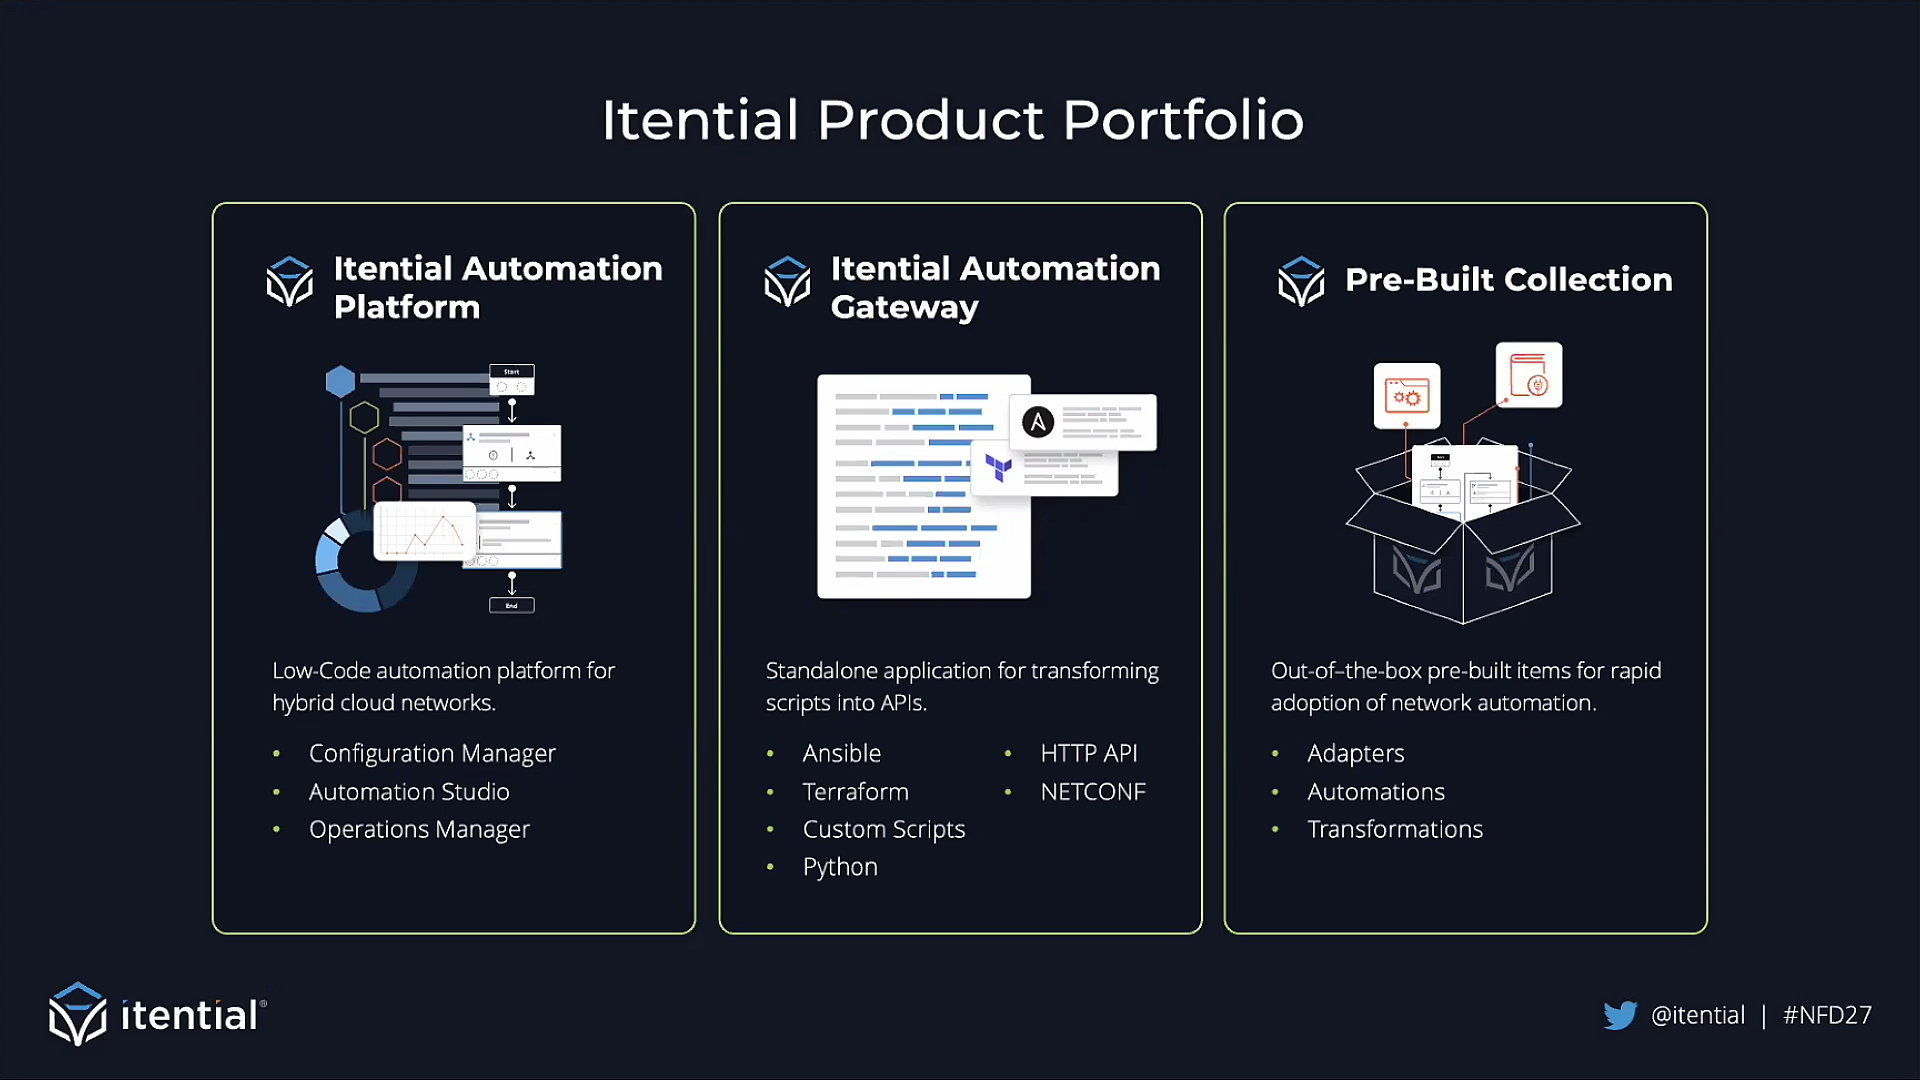 Itential Product Portfolio
Itential Automation
Platform
Start
End
Low-Code automation platform for
hybrid cloud networks.
• Configuration Manager
• Automation Studio
• Operations Manager
Itential Automation
Gateway
Standalone application for transforming
scripts into APIs.
• Ansible
• Terraform
• Custom Scripts
• Python
• HTTP API
• NETCONF
Pre-Built Collection
Out-of–the-box pre-built items for rapid
adoption of network automation.
• Adapters
• Automations
• Transformations
itential®
@itential | #NFD27